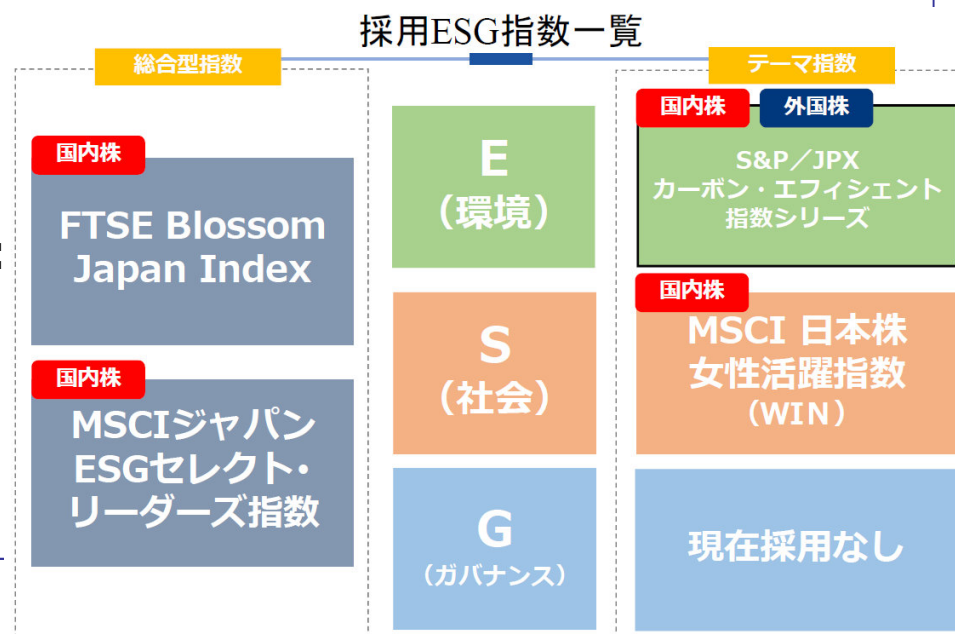 採用ESG指数一覧
総合型指数
国内株
FTSE Blossom
Japan Index
国内株
MSCIジャパン
ESGセレクト・
リーダーズ指数
E
（環境）
S
（社会）
G
（ガバナンス）
テーマ指数
国内株
外国株
S&P／JPX
カーボン・エフィシェント
指数シリーズ
国内株
MSCI 日本株
女性活躍指数
（WIN）
現在採用なし